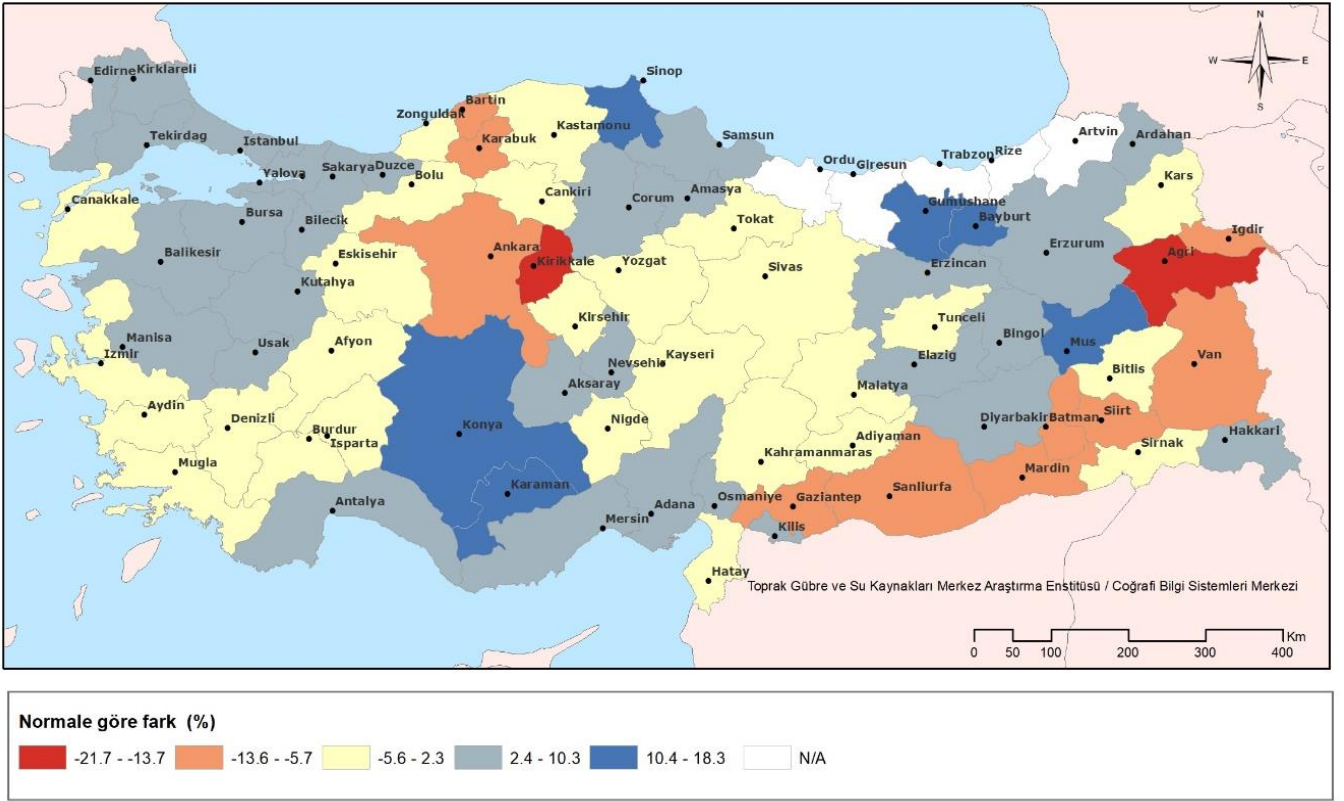 N
W E
S
Sinop
Edirne Kirklareli
Bartin
Zonguldak
Kastamonu
Karabuk
Tekirdag
Istanbul
Samsun
Artvin
Ardahan
Ordu Giresun
Trabzon Rize
Yalova
Sakarya Duzce
Bolu
Kars
Canakkale
Cankiri
Corum
Amasya
Gumushane
Bayburt
Bursa
Bilecik
Tokat
Igdir
Balikesir
Eskisehir
Ankara
Kirikkale
Yozgat
Sivas
Erzincan
Erzurum
Agri
Kutahya
Kirsehir
Tunceli
Bingol
Manisa
Izmir
Usak
Afyon
Nevsehir
Kayseri
Elazig
Mus
Bitlis
Van
Aksaray
Malatya
Aydin
Denizli
Burdur
Isparta
Konya
Nigde
Adiyaman
Diyarbakir Batman
Siirt
Hakkari
Mugla
Kahramanmaras
Sirnak
Antalya
Karaman
Mersin
Adana
Osmaniye
Gaziantep
Sanliurfa
Mardin
Kilis
Hatay
Toprak Gübre ve Su Kaynakları Merkez Araştırma Enstitüsü / Coğrafi Bilgi Sistemleri Merkezi
Km
0 50 100 200 300 400
Normale göre fark (%)
-21.7 - -13.7 -13.6 - -5.7 -5.6 - 2.3 2.4 - 10.3 10.4 - 18.3 N/A